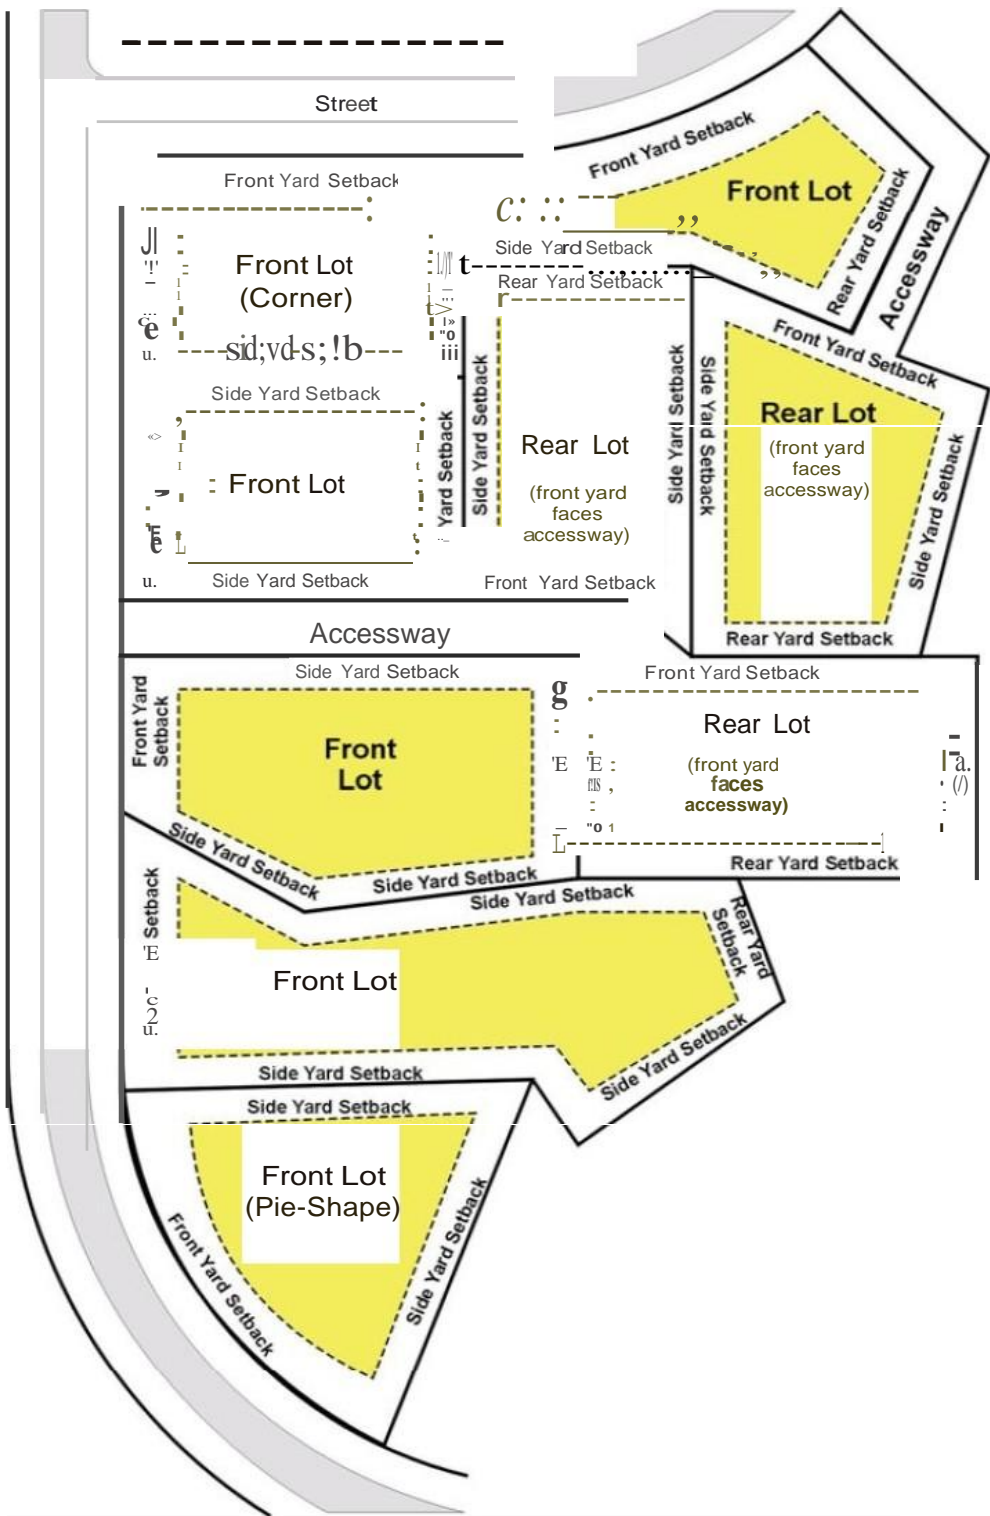 Street
Front Yard Setback
Front Yard Setback
Front Lot
Rear Yard Setback
Accessway
Front Lot
(Corner)
Side Yard Setback
Rear Yard Setback
Front Yard Setback
Side Yard Setback
Front Lot
Yard Setback
Side Yard Setback
Rear Lot
(front yard
faces
accessway)
Side Yard Setback
Side Yard Setback
Rear Lot
(front yard
faces
accessway)
Side Yard Setback
Side Yard Setback
Front Yard Setback
Rear Yard Setback
Accessway
Side Yard Setback
Front Yard
Setback
Front
Lot
Front Yard Setback
Rear Lot
(front yard
faces
accessway)
Rear Yard Setback
Side Yard Setback
Side Yard Setback
Side Yard Setback
Setback
Front Lot
Rear Yard
Setback
Side Yard Setback
Side Yard Setback
Side Yard Setback
Front Lot
(Pie-Shape)
Front Yard Setback
Side Yard Setback